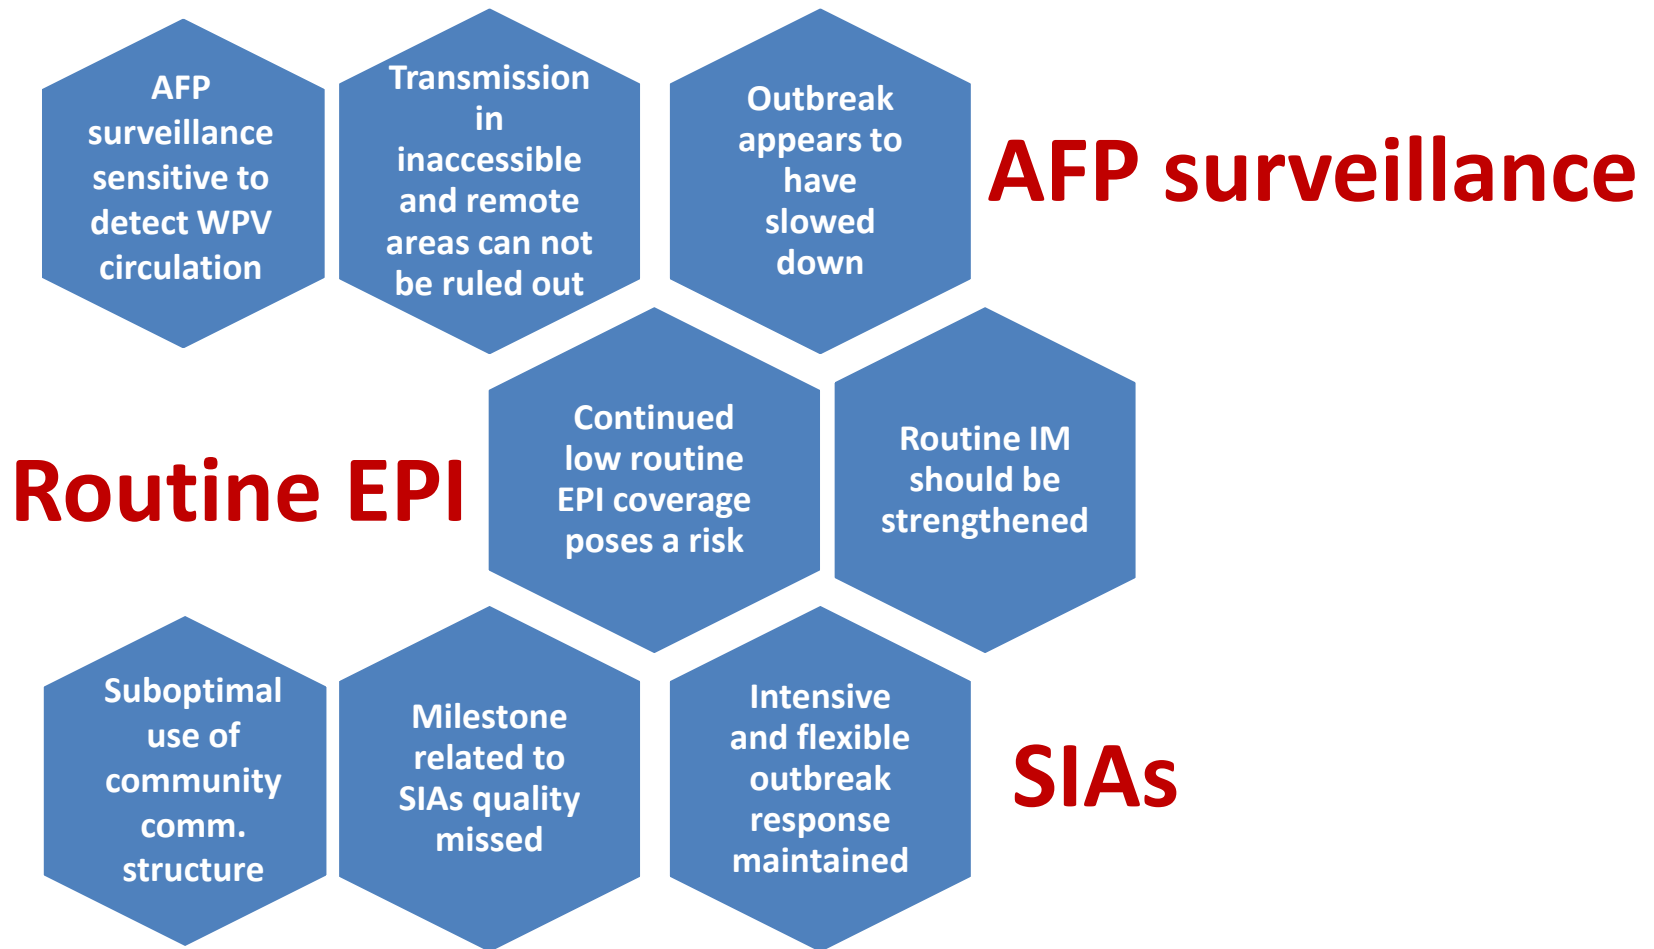 AFP
surveillance
sensitive to
detect WPV
circulation
Transmission
in
inaccessible
and remote
areas can not
be ruled out
Outbreak
appears to
have
slowed
down
AFP surveillance
Routine EPI
Continued
low routine
EPI coverage
poses a risk
Routine IM
should be
strengthened
Suboptimal
use of
community
comm.
structure
Milestone
related to
SIAs quality
missed
Intensive
and flexible
outbreak
response
maintained
SIAs